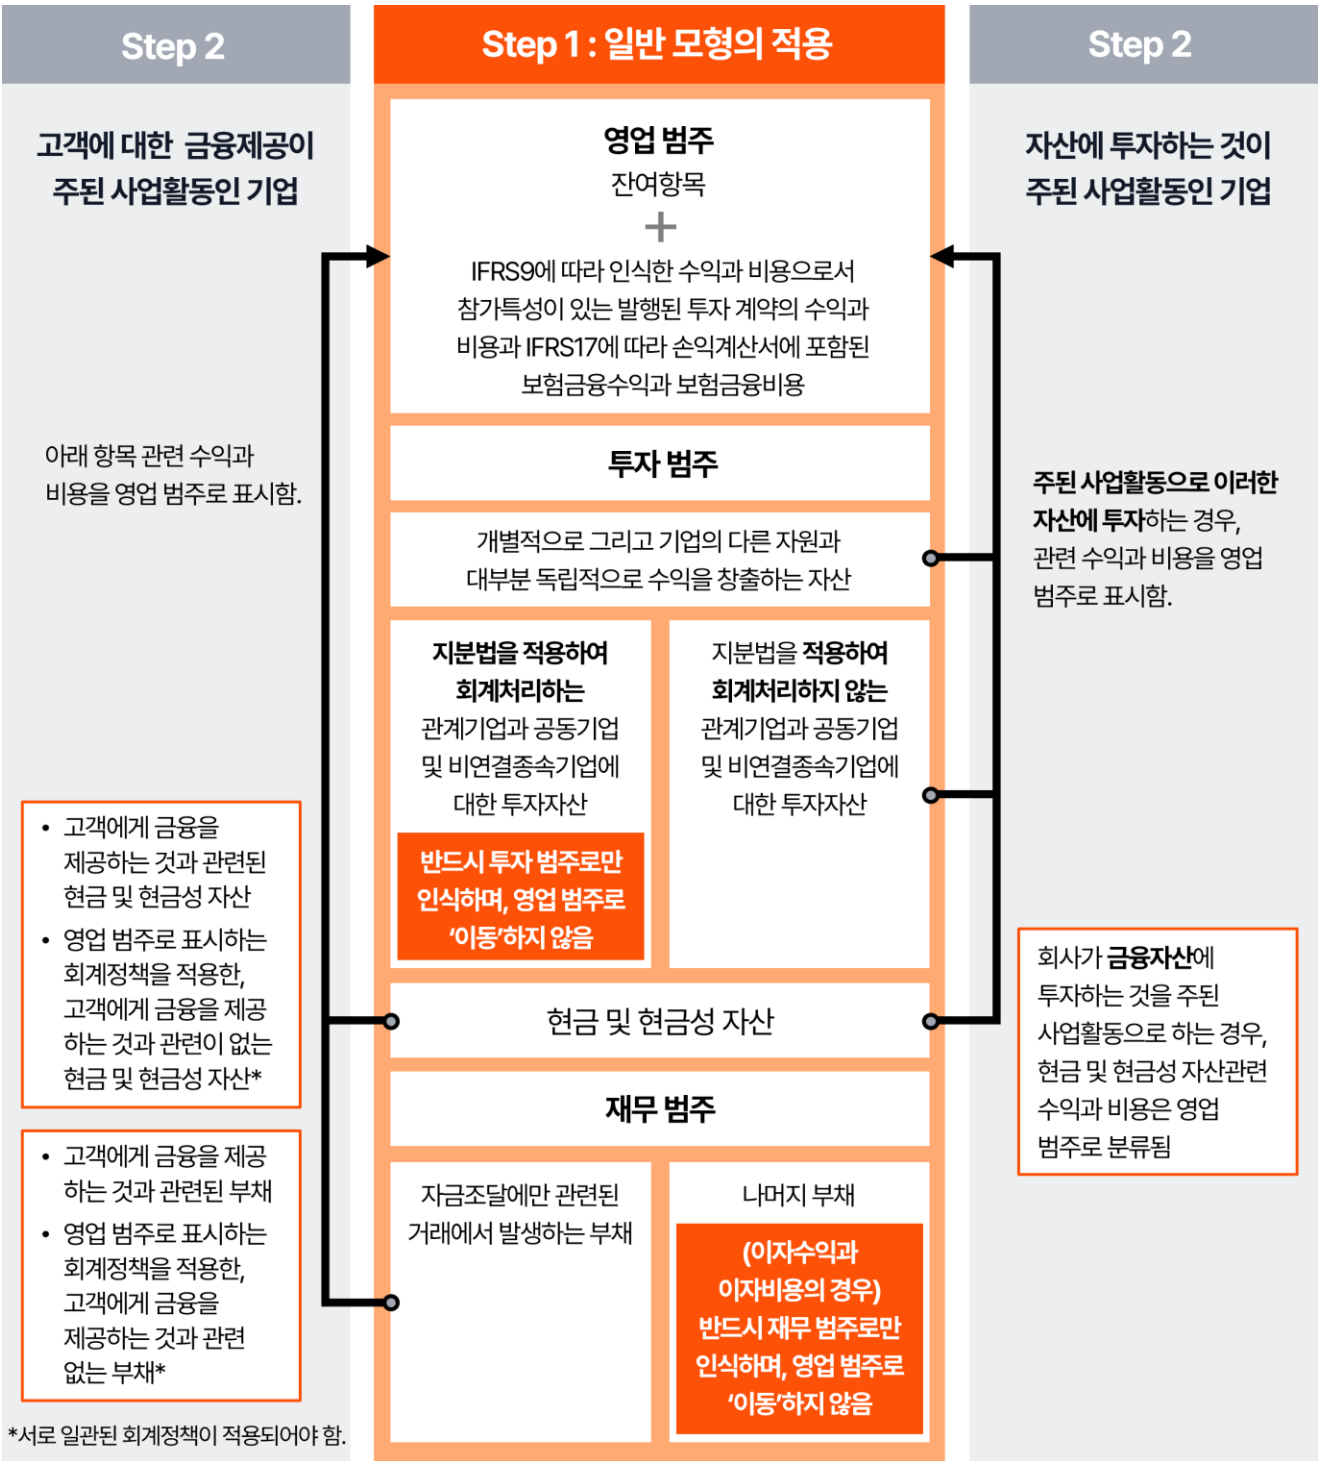 Step 2
고객에 대한 금융제공이
주된 사업활동인 기업
아래 항목 관련 수익과
비용을 영업 범주로 표시함.
• 고객에게 금융을
제공하는 것과 관련된
현금 및 현금성 자산
• 영업 범주로 표시하는
회계정책을 적용한,
고객에게 금융을 제공
하는 것과 관련이 없는
현금 및 현금성 자산*
• 고객에게 금융을 제공
하는 것과 관련된 부채
• 영업 범주로 표시하는
회계정책을 적용한,
고객에게 금융을
제공하는 것과 관련
없는 부채*
*서로 일관된 회계정책이 적용되어야 함.
Step 1 : 일반 모형의 적용
영업 범주
잔여항목
+
IFRS9에 따라 인식한 수익과 비용으로서
참가특성이 있는 발행된 투자 계약의 수익과
비용과 IFRS17에 따라 손익계산서에 포함된
보험금융수익과 보험금융비용
투자 범주
개별적으로 그리고 기업의 다른 자원과
대부분 독립적으로 수익을 창출하는 자산
지분법을 적용하여
회계처리하는
관계기업과 공동기업
및 비연결종속기업에
대한 투자자산
반드시 투자 범주로만
인식하며, 영업 범주로
‘이동’하지 않음
지분법을 적용하여
회계처리하지 않는
관계기업과 공동기업
및 비연결종속기업에
대한 투자자산
현금 및 현금성 자산
재무 범주
자금조달에만 관련된
거래에서 발생하는 부채
나머지 부채
(이자수익과
이자비용의 경우)
반드시 재무 범주로만
인식하며, 영업 범주로
‘이동’하지 않음
Step 2
자산에 투자하는 것이
주된 사업활동인 기업
주된 사업활동으로 이러한
자산에 투자하는 경우,
관련 수익과 비용을 영업
범주로 표시함.
회사가 금융자산에
투자하는 것을 주된
사업활동으로 하는 경우,
현금 및 현금성 자산관련
수익과 비용은 영업
범주로 분류됨